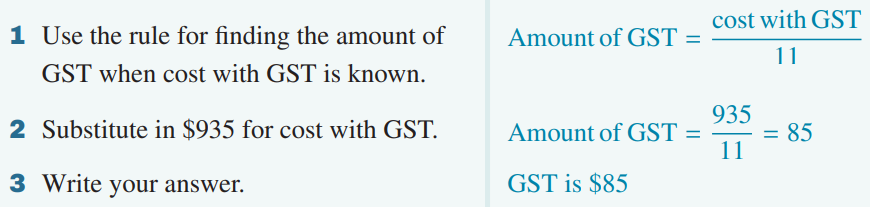 1 Use the rule for finding the amount of
GST when cost with GST is known.
Amount of GST = cost with GST / 11
2 Substitute in $935 for cost with GST.
Amount of GST = 935 / 11 = 85
3 Write your answer.
GST is $85